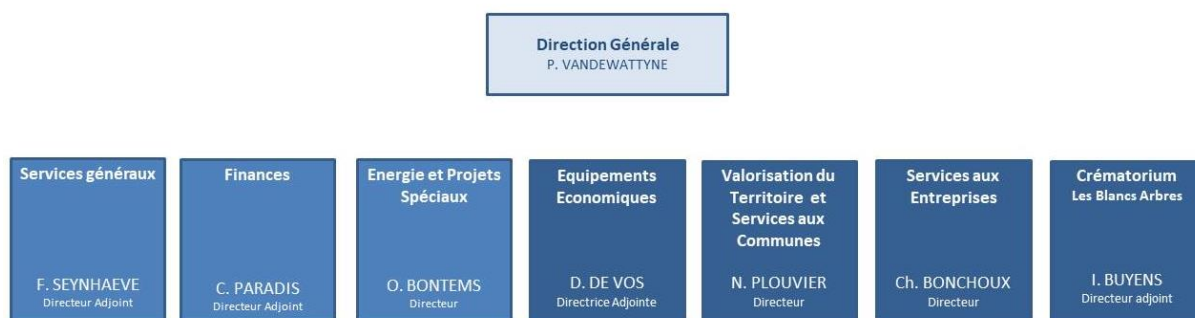 Direction Générale
P. VANDEWATTYNE
Services généraux
F. SEYNHAEVE
Directeur Adjoint
Finances
C. PARADIS
Directeur Adjoint
Energie et Projets
Spéciaux
O. BONTEMS
Directeur
Equipements
Economiques
D. DE VOS
Directrice Adjointe
Valorisation du
Territoire et
Services aux
Communes
N. PLOUVIER
Directeur
Services aux
Entreprises
Ch. BONCHOUX
Directeur
Crématorium
Les Blancs Arbres
I. BUYENS
Directeur adjoint